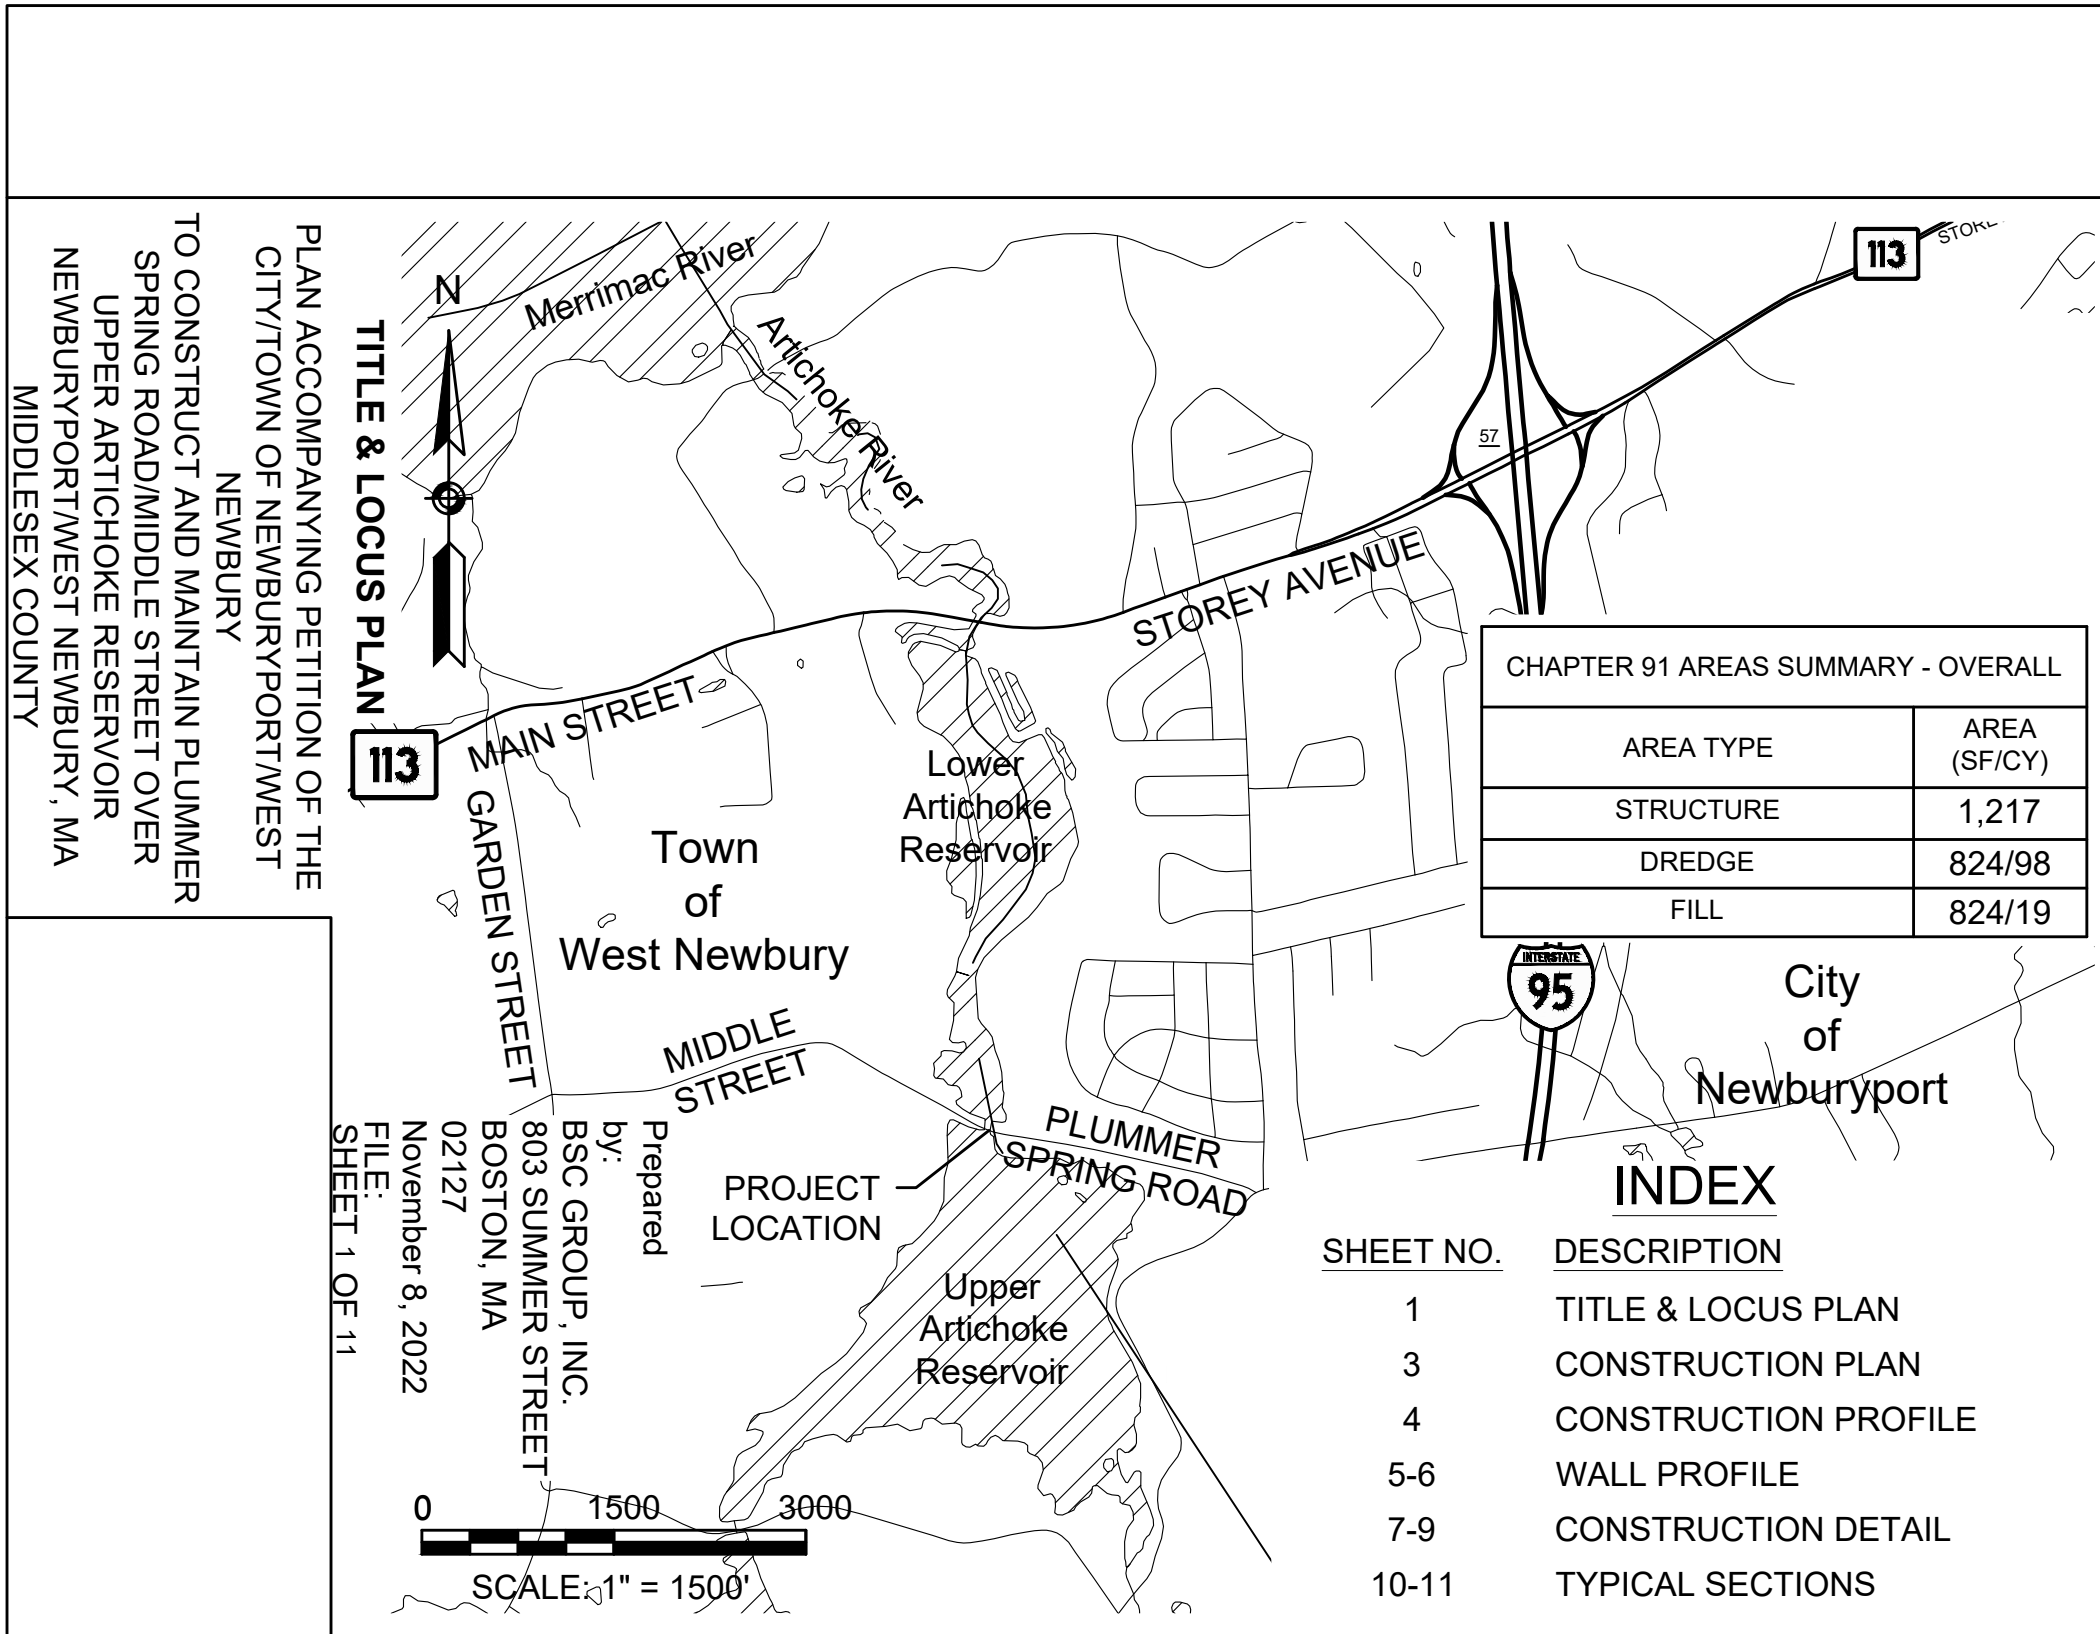 PLAN ACCOMPANYING PETITION OF THE
CITY/TOWN OF NEWBURYPORT/WEST
NEWBURY
TO CONSTRUCT AND MAINTAIN PLUMMER
SPRING ROAD/MIDDLE STREET OVER
UPPER ARTICHOKE RESERVOIR
NEWBURYPORT/WEST NEWBURY, MA
MIDDLESEX COUNTY
TITLE & LOCUS PLAN
N
Merrimac River
Artichoke River
113
STORE
57
STOREY AVENUE
MAIN STREET
113
GARDEN STREET
Lower
Artichoke
Reservoir
Town
of
West Newbury
CHAPTER 91 AREAS SUMMARY - OVERALL
AREA TYPE AREA
(SF/CY)
STRUCTURE 1,217
DREDGE 824/98
FILL 824/19
INTERSTATE
95
City
of
Newburyport
MIDDLE
STREET
PLUMMER
SPRING ROAD
PROJECT
LOCATION
Upper
Artichoke
Reservoir
Prepared
by:
BSC GROUP, INC.
803 SUMMER STREET
BOSTON, MA
02127
November 8, 2022
FILE:
SHEET 1 OF 11
0 1500 3000
SCALE: 1" = 1500'
INDEX
SHEET NO. DESCRIPTION
1 TITLE & LOCUS PLAN
3 CONSTRUCTION PLAN
4 CONSTRUCTION PROFILE
5-6 WALL PROFILE
7-9 CONSTRUCTION DETAIL
10-11 TYPICAL SECTIONS